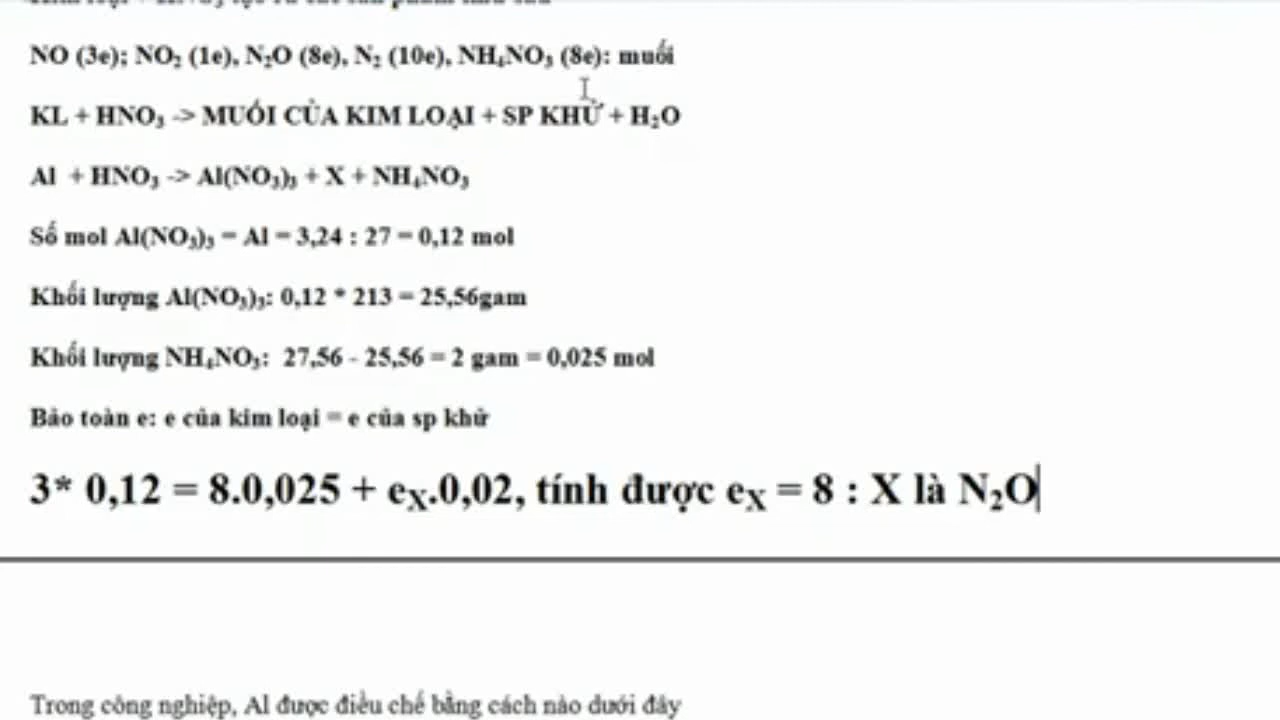 NO (3e); NO₂ (1e), N₂O (8e), N₂ (10e), NH₄NO₃ (8e): muối
KL + HNO₃ -> MUỐI CỦA KIM LOẠI + SP KHỬ + H₂O
Al + HNO₃ -> Al(NO₃)₃ + X + NH₄NO₃
Số mol Al(NO₃)₃ = Al = 3,24 : 27 = 0,12 mol
Khối lượng Al(NO₃)₃: 0,12 * 213 = 25,56gam
Khối lượng NH₄NO₃: 27,56 - 25,56 = 2 gam = 0,025 mol
Bảo toàn e: e của kim loại = e của sp khử
3* 0,12 = 8.0,025 + eₓ.0,02, tính được eₓ = 8 : X là N₂O
Trong công nghiệp, Al được điều chế bằng cách nào dưới đây